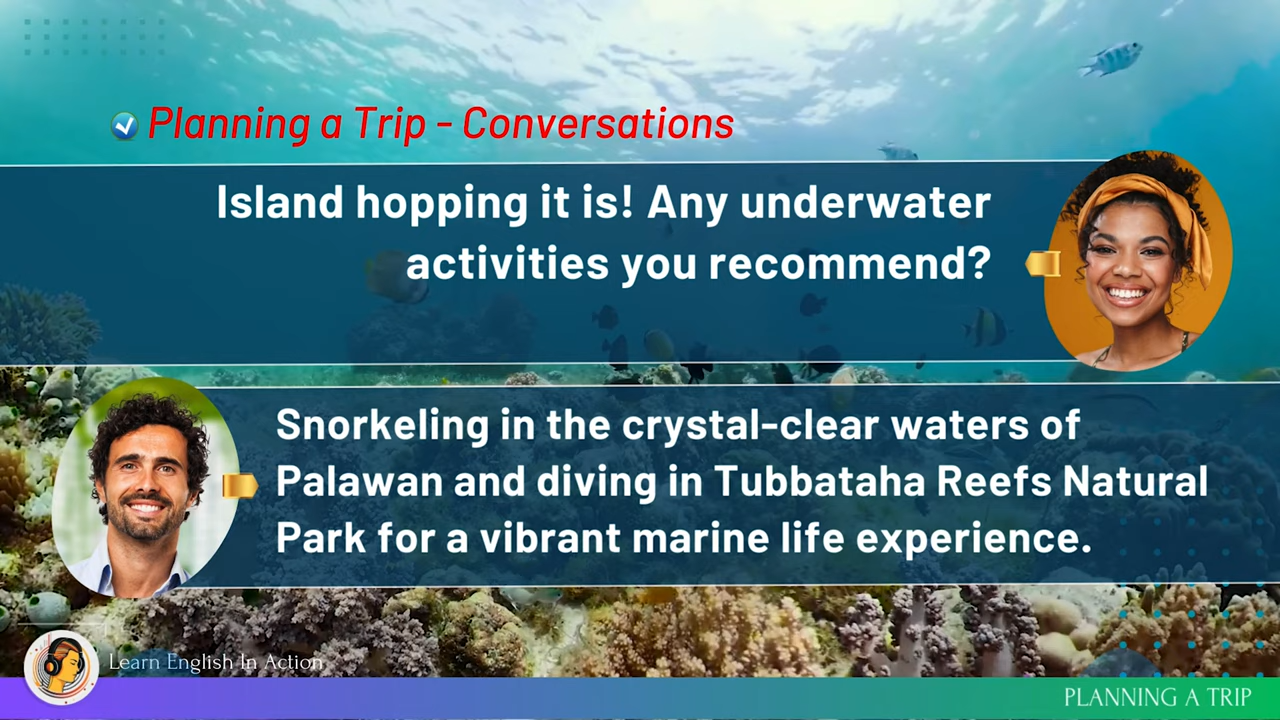 Planning a Trip - Conversations
Island hopping it is! Any underwater
activities you recommend?
Snorkeling in the crystal-clear waters of
Palawan and diving in Tubbataha Reefs Natural
Park for a vibrant marine life experience.
Learn English In Action
PLANNING A TRIP